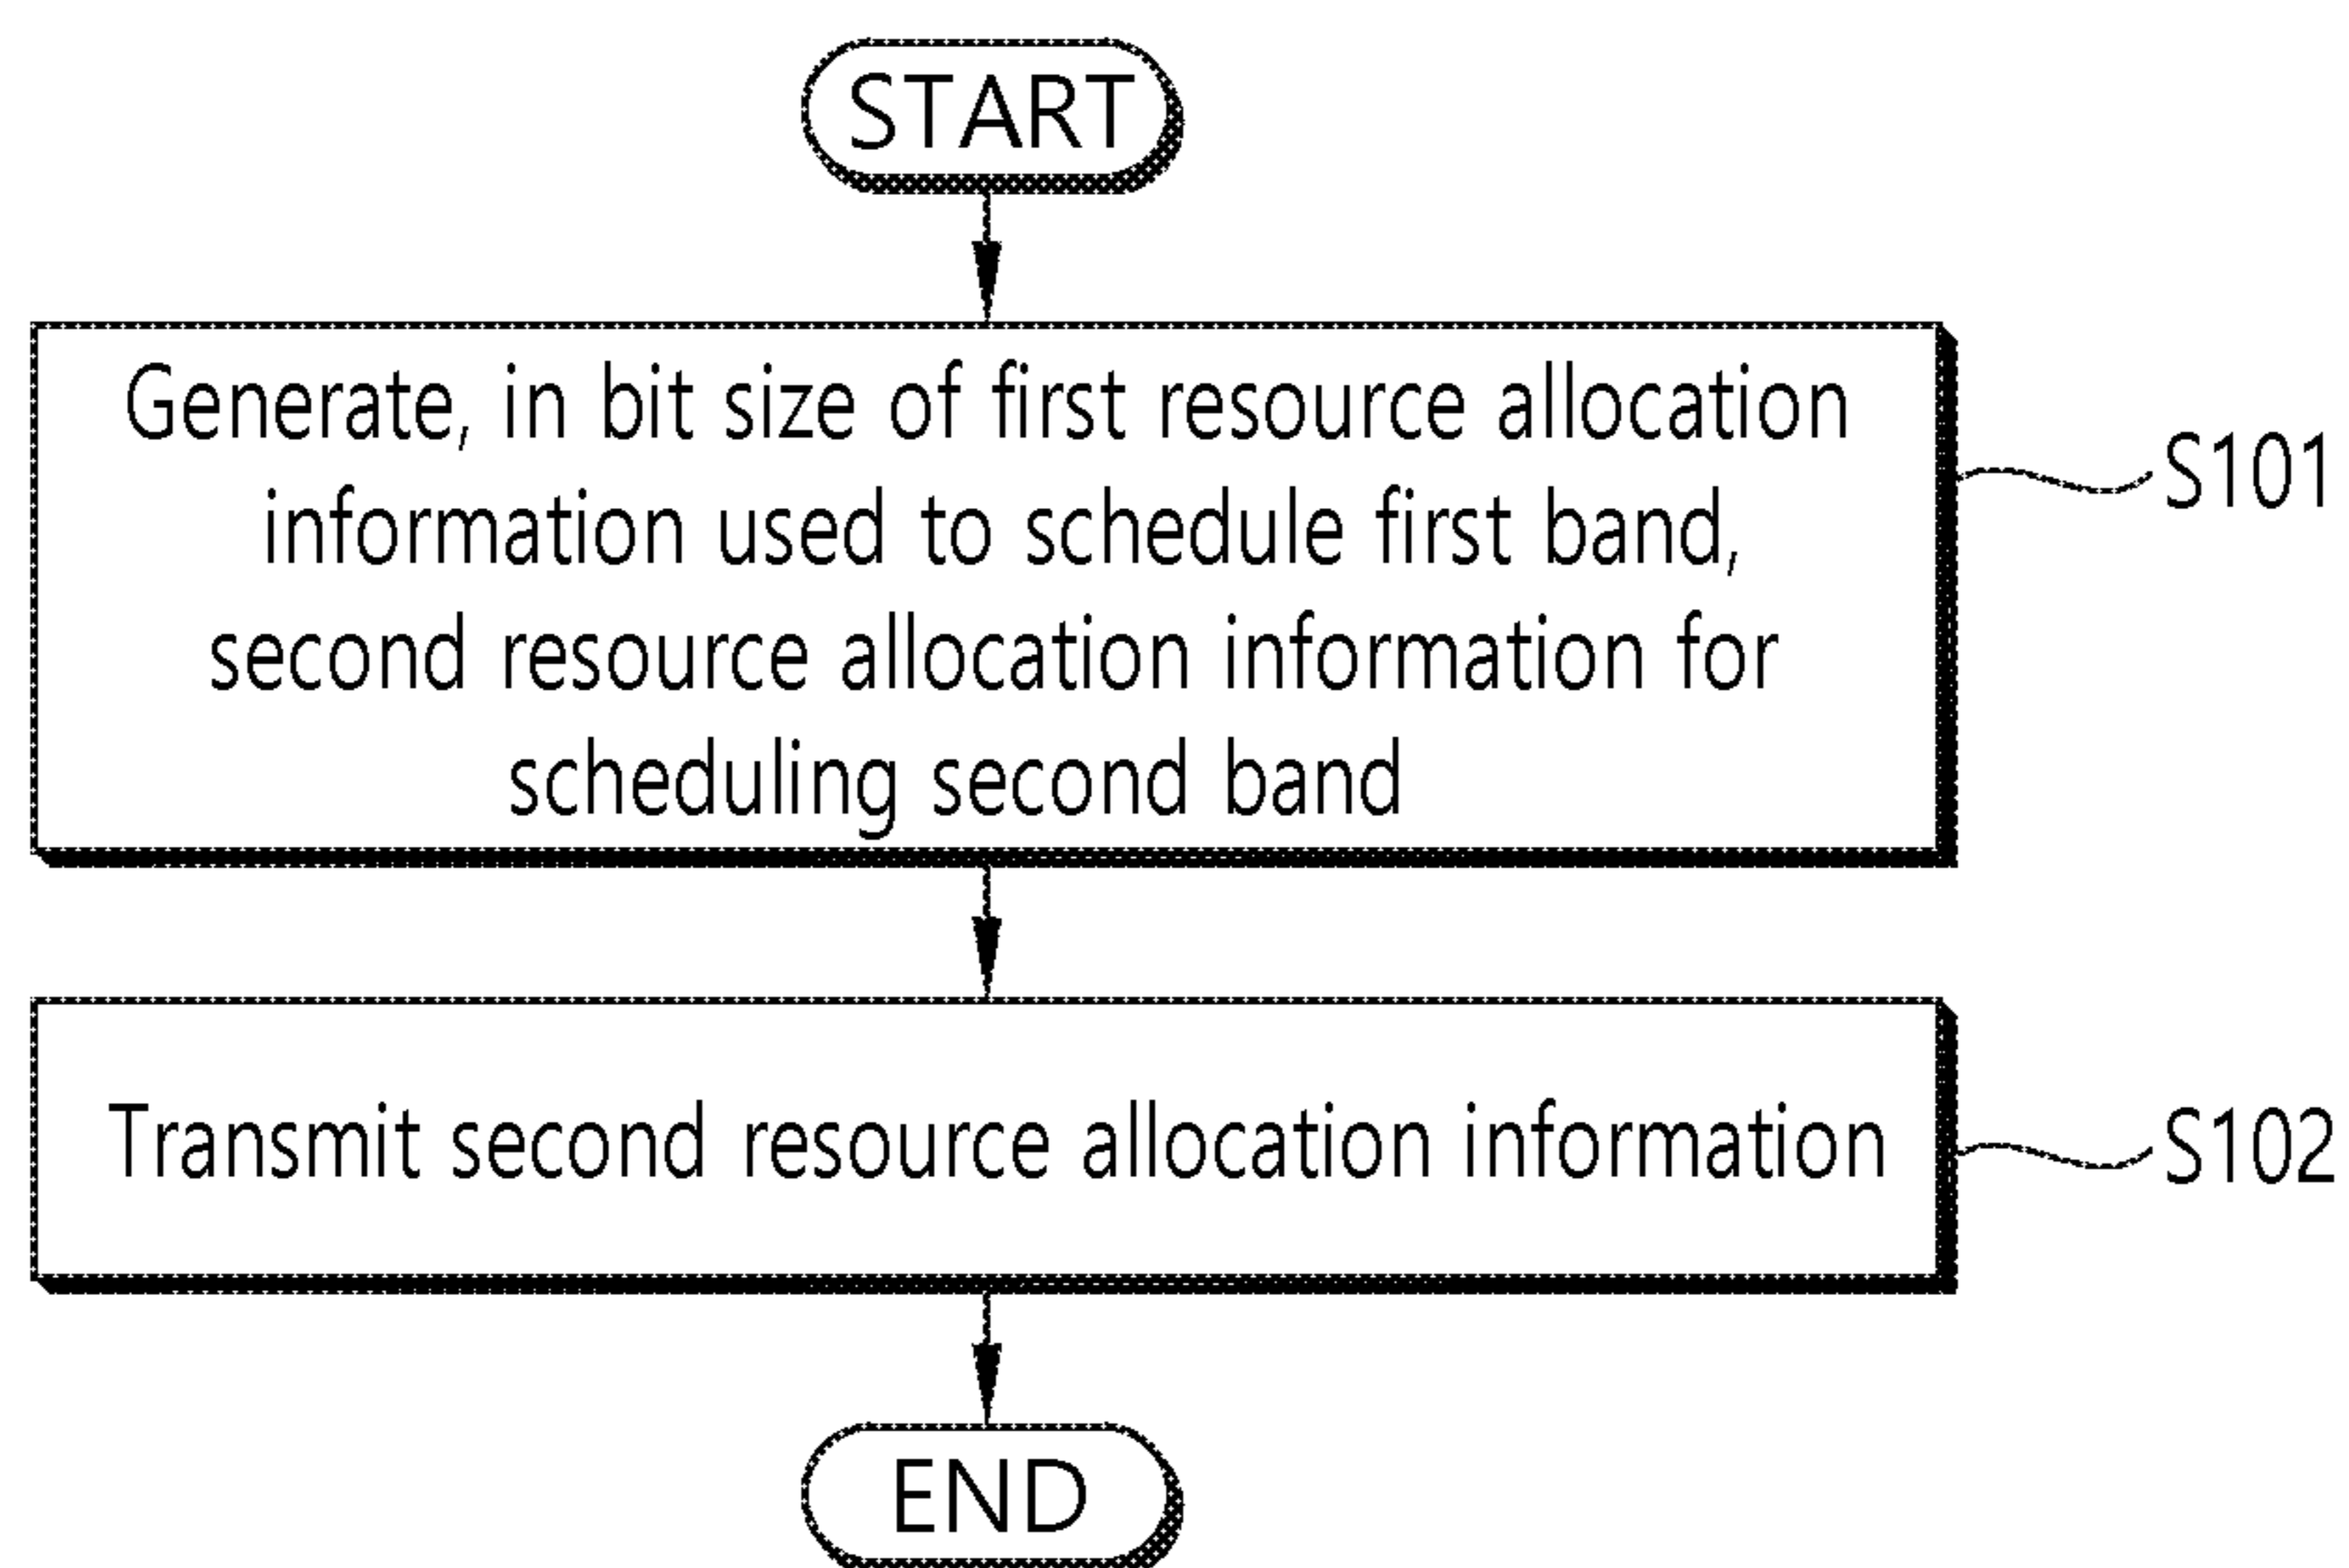 START
Generate, in bit size of first resource allocation
information used to schedule first band,
second resource allocation information for
scheduling second band
S101
Transmit second resource allocation information
S102
END